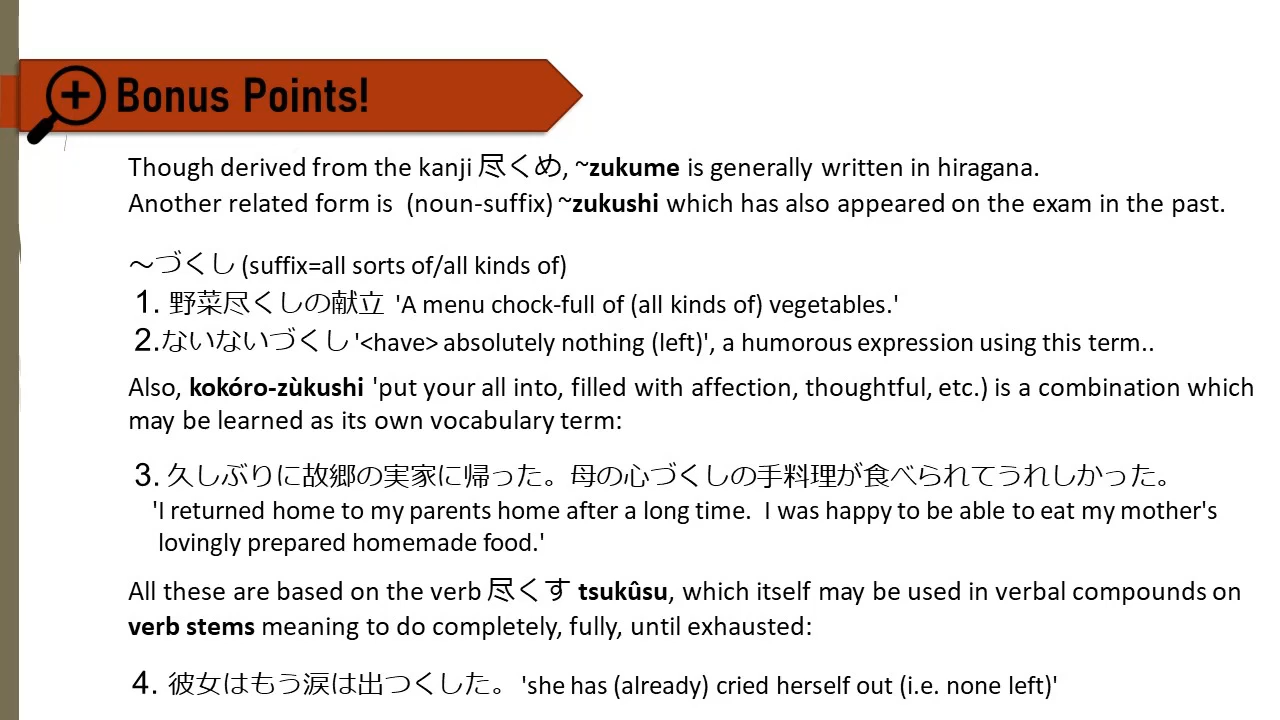 Bonus Points!
Though derived from the kanji 尽くめ, ~zukume is generally written in hiragana.
Another related form is (noun-suffix) ~zukushi which has also appeared on the exam in the past.
～づくし (suffix=all sorts of/all kinds of)
1. 野菜尽くしの献立 'A menu chock-full of (all kinds of) vegetables.'
2.ないないづくし '<have> absolutely nothing (left)', a humorous expression using this term..
Also, kokóro-zùkushi 'put your all into, filled with affection, thoughtful, etc.) is a combination which
may be learned as its own vocabulary term:
3. 久しぶりに故郷の実家に帰った。母の心づくしの手料理が食べられてうれしかった。
'I returned home to my parents home after a long time. I was happy to be able to eat my mother's
lovingly prepared homemade food.'
All these are based on the verb 尽くす tsukûsu, which itself may be used in verbal compounds on
verb stems meaning to do completely, fully, until exhausted:
4. 彼女はもう涙は出つくした。 'she has (already) cried herself out (i.e. none left)'